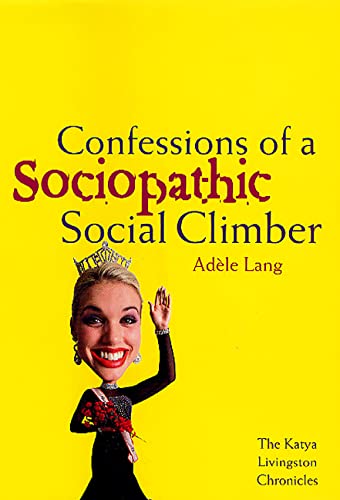 Confessions of a
Sociopathic
Social Climber
Adèle Lang
The Katya
Livingston
Chronicles